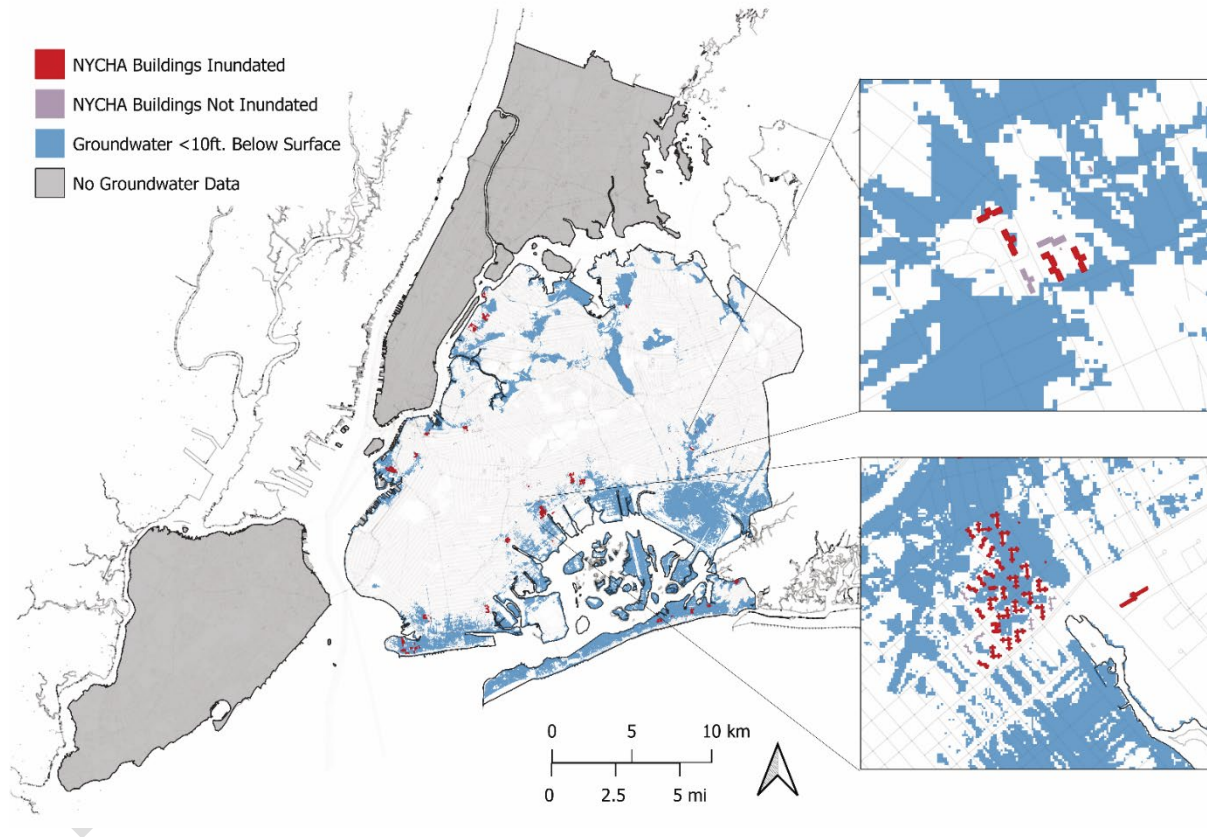 NYCHA Buildings Inundated
NYCHA Buildings Not Inundated
Groundwater <10ft. Below Surface
No Groundwater Data
0 5 10 km
0 2.5 5 mi